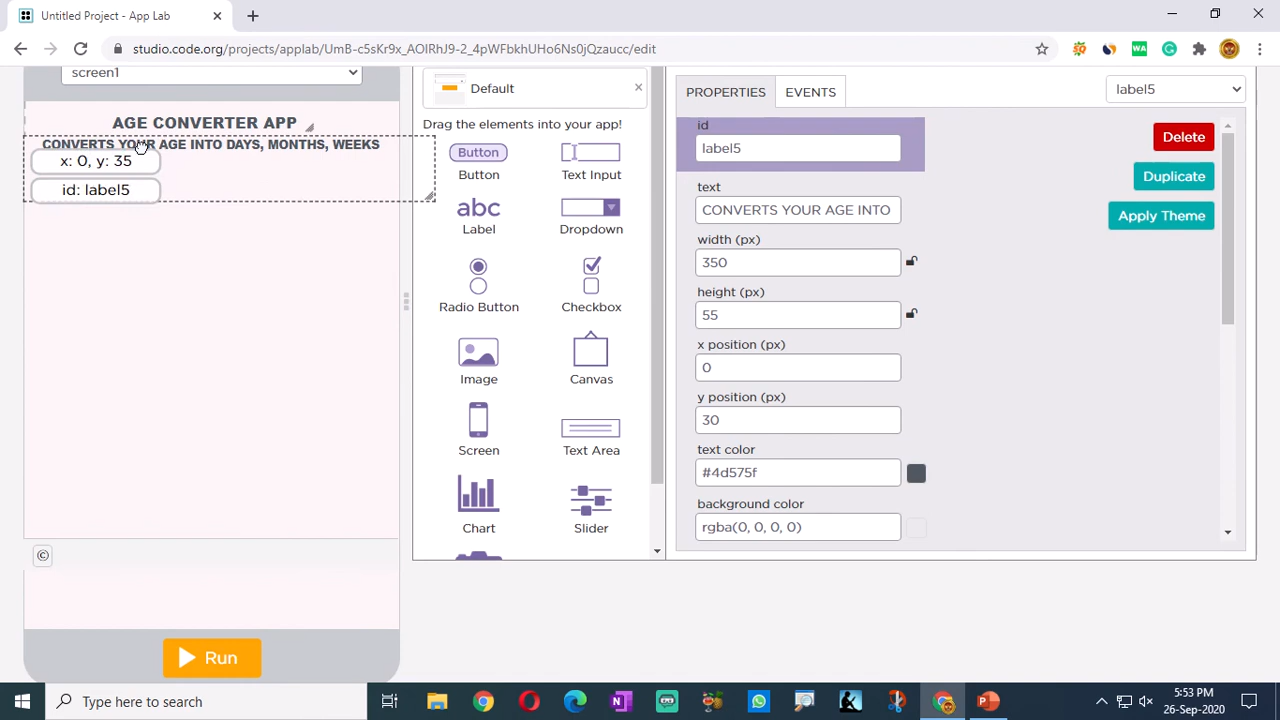 Untitled Project - App Lab
studio.code.org/projects/applab/UmB-c5sKr9x_AOlRhJ9-2_4pWFbkhUHo6Ns0jQzaucc/edit
screen1
AGE CONVERTER APP
CONVERTS YOUR AGE INTO DAYS, MONTHS, WEEKS
x: 0, y: 35
id: label5
©
Run
Default
Drag the elements into your app!
Button
Button
Text Input
abc
Label
Dropdown
Radio Button
Checkbox
Image
Canvas
Screen
Text Area
Chart
Slider
PROPERTIES
EVENTS
label5
id
label5
Delete
text
Duplicate
CONVERTS YOUR AGE INTO
Apply Theme
width (px)
350
height (px)
55
x position (px)
0
y position (px)
30
text color
#4d575f
background color
rgba(0, 0, 0, 0)
Type here to search
5:53 PM
26-Sep-2020